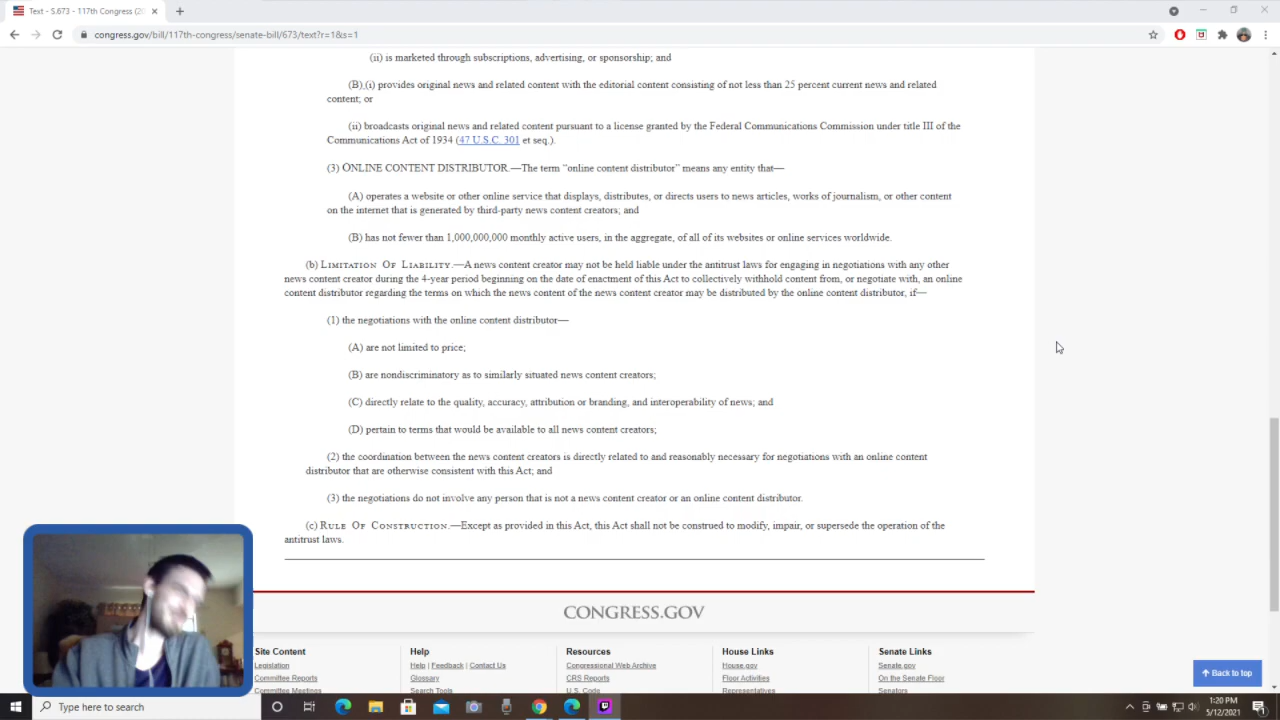 Text - S.673 - 117th Congress (20
congress.gov/bill/117th-congress/senate-bill/673/text?r=1&s=1
(ii) is marketed through subscriptions, advertising, or sponsorship; and
(B) (i) provides original news and related content with the editorial content consisting of not less than 25 percent current news and related
content; or
(ii) broadcasts original news and related content pursuant to a license granted by the Federal Communications Commission under title III of the
Communications Act of 1934 (47 U.S.C. 301 et seq.).
(3) ONLINE CONTENT DISTRIBUTOR.—The term “online content distributor” means any entity that—
(A) operates a website or other online service that displays, distributes, or directs users to news articles, works of journalism, or other content
on the internet that is generated by third-party news content creators; and
(B) has not fewer than 1,000,000,000 monthly active users, in the aggregate, of all of its websites or online services worldwide.
(b) LIMITATION OF LIABILITY.—A news content creator may not be held liable under the antitrust laws for engaging in negotiations with any other
news content creator during the 4-year period beginning on the date of enactment of this Act to collectively withhold content from, or negotiate with, an online
content distributor regarding the terms on which the news content of the news content creator may be distributed by the online content distributor, if—
(1) the negotiations with the online content distributor—
(A) are not limited to price;
(B) are nondiscriminatory as to similarly situated news content creators;
(C) directly relate to the quality, accuracy, attribution or branding, and interoperability of news; and
(D) pertain to terms that would be available to all news content creators;
(2) the coordination between the news content creators is directly related to and reasonably necessary for negotiations with an online content
distributor that are otherwise consistent with this Act; and
(3) the negotiations do not involve any person that is not a news content creator or an online content distributor.
(c) RULE OF CONSTRUCTION.—Except as provided in this Act, this Act shall not be construed to modify, impair, or supersede the operation of the
antitrust laws.
CONGRESS.GOV
Site Content Help Resources House Links Senate Links
Legislation Help | Feedback | Contact Us Congressional Web Archive House.gov Senate.gov
Committee Reports Glossary CRS Reports Floor Activities On the Senate Floor
Committee Meetings Search Tools U.S. Code Representatives Senators
Back to top
Type here to search
1:20 PM
5/12/2021